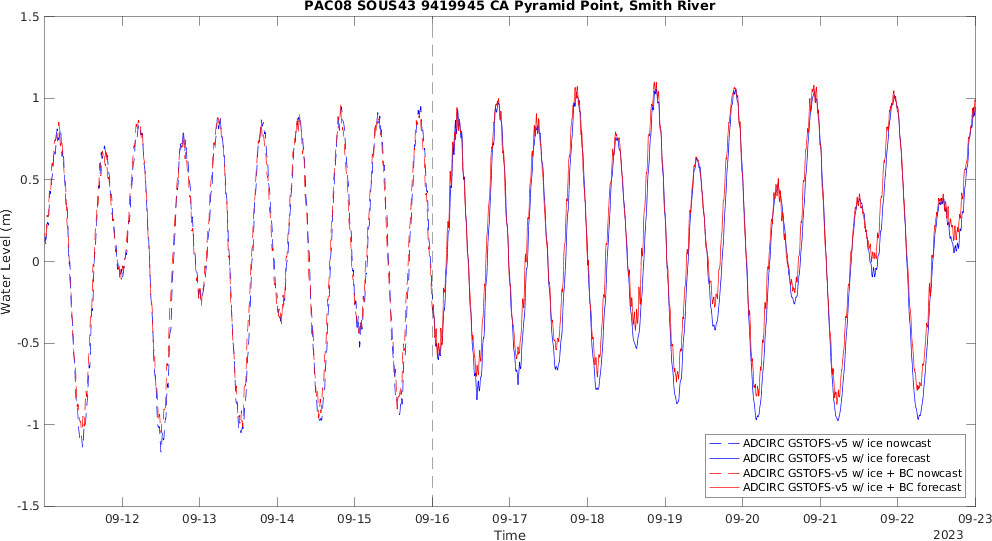 PAC08 SOUS43 9419945 CA Pyramid Point, Smith River
1.5
1
0.5
0
-0.5
-1
-1.5
Water Level (m)
ADCIRC GSTOFS-v5 w/ ice nowcast
ADCIRC GSTOFS-v5 w/ ice forecast
ADCIRC GSTOFS-v5 w/ ice + BC nowcast
ADCIRC GSTOFS-v5 w/ ice + BC forecast
09-12 09-13 09-14 09-15 09-16 09-17 09-18 09-19 09-20 09-21 09-22 09-23
Time
2023